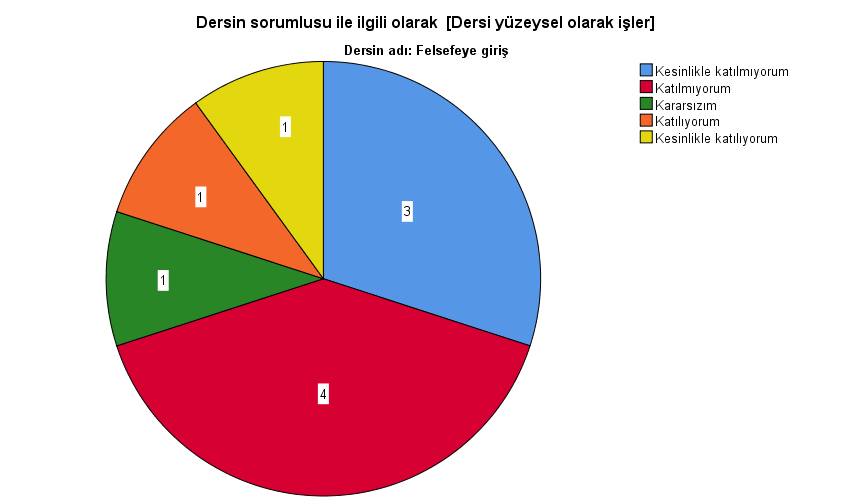 Dersin sorumlusu ile ilgili olarak [Dersi yüzeysel olarak işler]
Dersin adı: Felsefeye giriş
Kesinlikle katılmıyorum
Katılmıyorum
Kararsızım
Katılıyorum
Kesinlikle katılıyorum
1
3
1
1
4